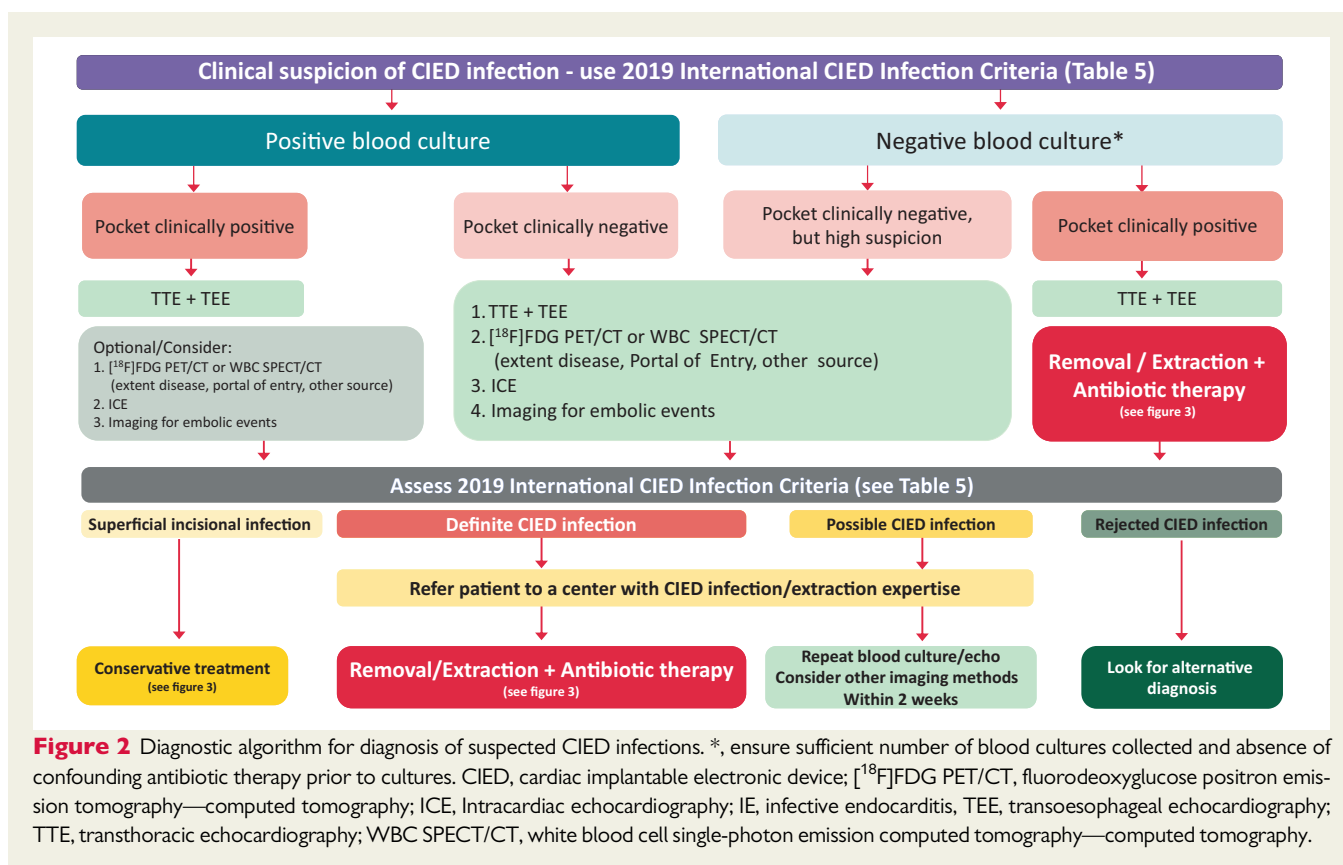 Clinical suspicion of CIED infection - use 2019 International CIED Infection Criteria (Table 5)
Positive blood culture
Negative blood culture*
Pocket clinically positive
Pocket clinically negative
Pocket clinically negative,
but high suspicion
Pocket clinically positive
TTE + TEE
Optional/Consider:
1. [¹⁸F]FDG PET/CT or WBC SPECT/CT
(extent disease, portal of entry, other source)
2. ICE
3. Imaging for embolic events
1. TTE + TEE
2. [¹⁸F]FDG PET/CT or WBC SPECT/CT
(extent disease, Portal of Entry, other source)
3. ICE
4. Imaging for embolic events
TTE + TEE
Removal / Extraction +
Antibiotic therapy
(see figure 3)
Assess 2019 International CIED Infection Criteria (see Table 5)
Superficial incisional infection
Definite CIED infection
Possible CIED infection
Rejected CIED infection
Refer patient to a center with CIED infection/extraction expertise
Conservative treatment
(see figure 3)
Removal/Extraction + Antibiotic therapy
(see figure 3)
Repeat blood culture/echo
Consider other imaging methods
Within 2 weeks
Look for alternative
diagnosis
Figure 2 Diagnostic algorithm for diagnosis of suspected CIED infections. *, ensure sufficient number of blood cultures collected and absence of
confounding antibiotic therapy prior to cultures. CIED, cardiac implantable electronic device; [¹⁸F]FDG PET/CT, fluorodeoxyglucose positron emis-
sion tomography—computed tomography; ICE, Intracardiac echocardiography; IE, infective endocarditis, TEE, transoesophageal echocardiography;
TTE, transthoracic echocardiography; WBC SPECT/CT, white blood cell single-photon emission computed tomography—computed tomography.